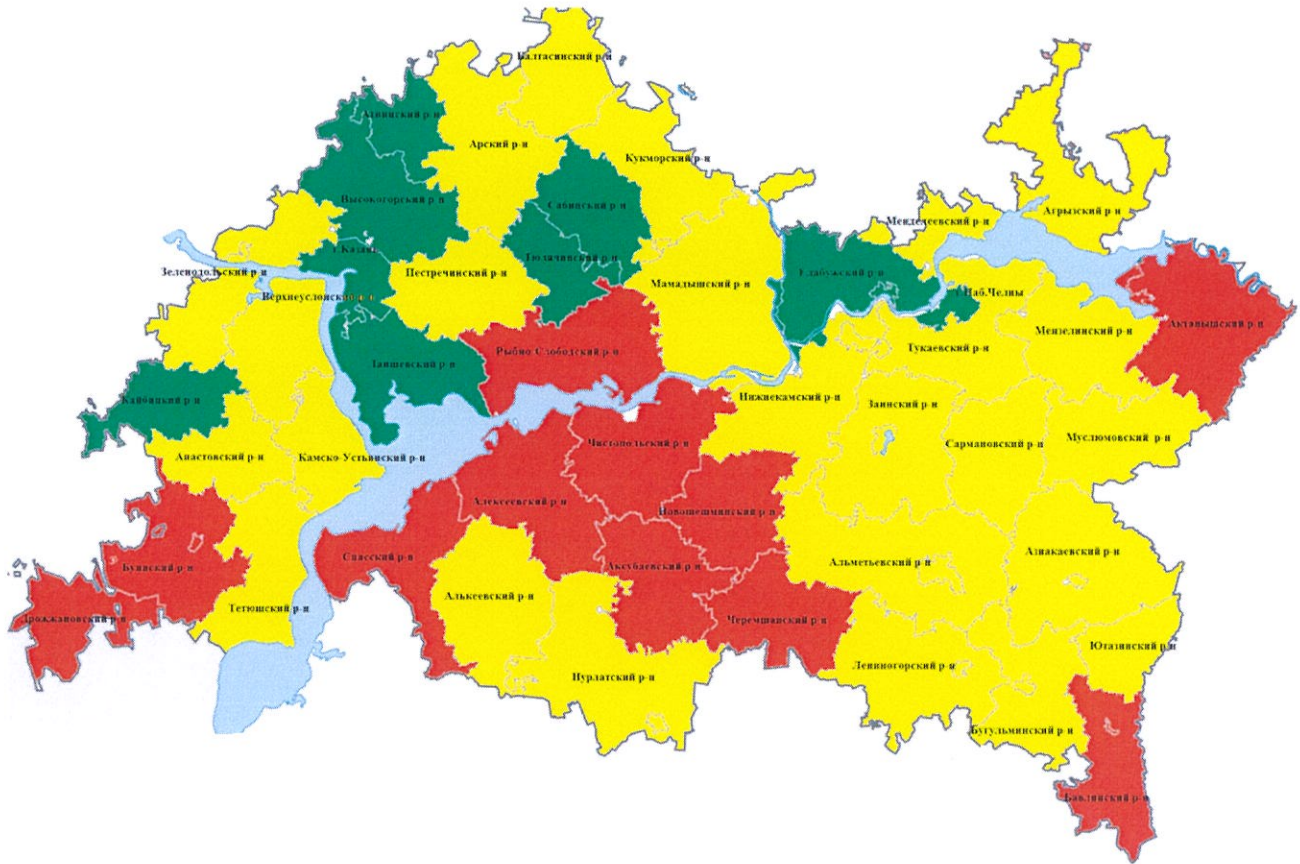 Балтасинский р-н
Атнинский р-н
Арский р-н
Кукморский р-н
Высокогорский р-н
Сабинский р-н
Агрызский р-н
Менделеевский р-н
г.Казань
Тюлячинский р-н
Зеленодольский р-н
Пестречинский р-н
Елабужский р-н
Мамадышский р-н
Верхнеуслонский р-н
г.Наб.Челны
Актанышский р-н
Мензелинский р-н
Тукаевский р-н
Рыбно-Слободский р-н
Лаишевский р-н
Кайбицкий р-н
Нижнекамский р-н
Заинский р-н
Муслюмовский р-н
Чистопольский р-н
Сармановский р-н
Апастовский р-н
Камско-Устьинский р-н
Алексеевский р-н
Новошешминский р-н
Азнакаевский р-н
Спасский р-н
Альметьевский р-н
Буинский р-н
Аксубаевский р-н
Алькеевский р-н
Тетюшский р-н
Дрожжановский р-н
Черемшанский р-н
Ютазинский р-н
Лениногорский р-н
Нурлатский р-н
Бугульминский р-н
Бавлинский р-н